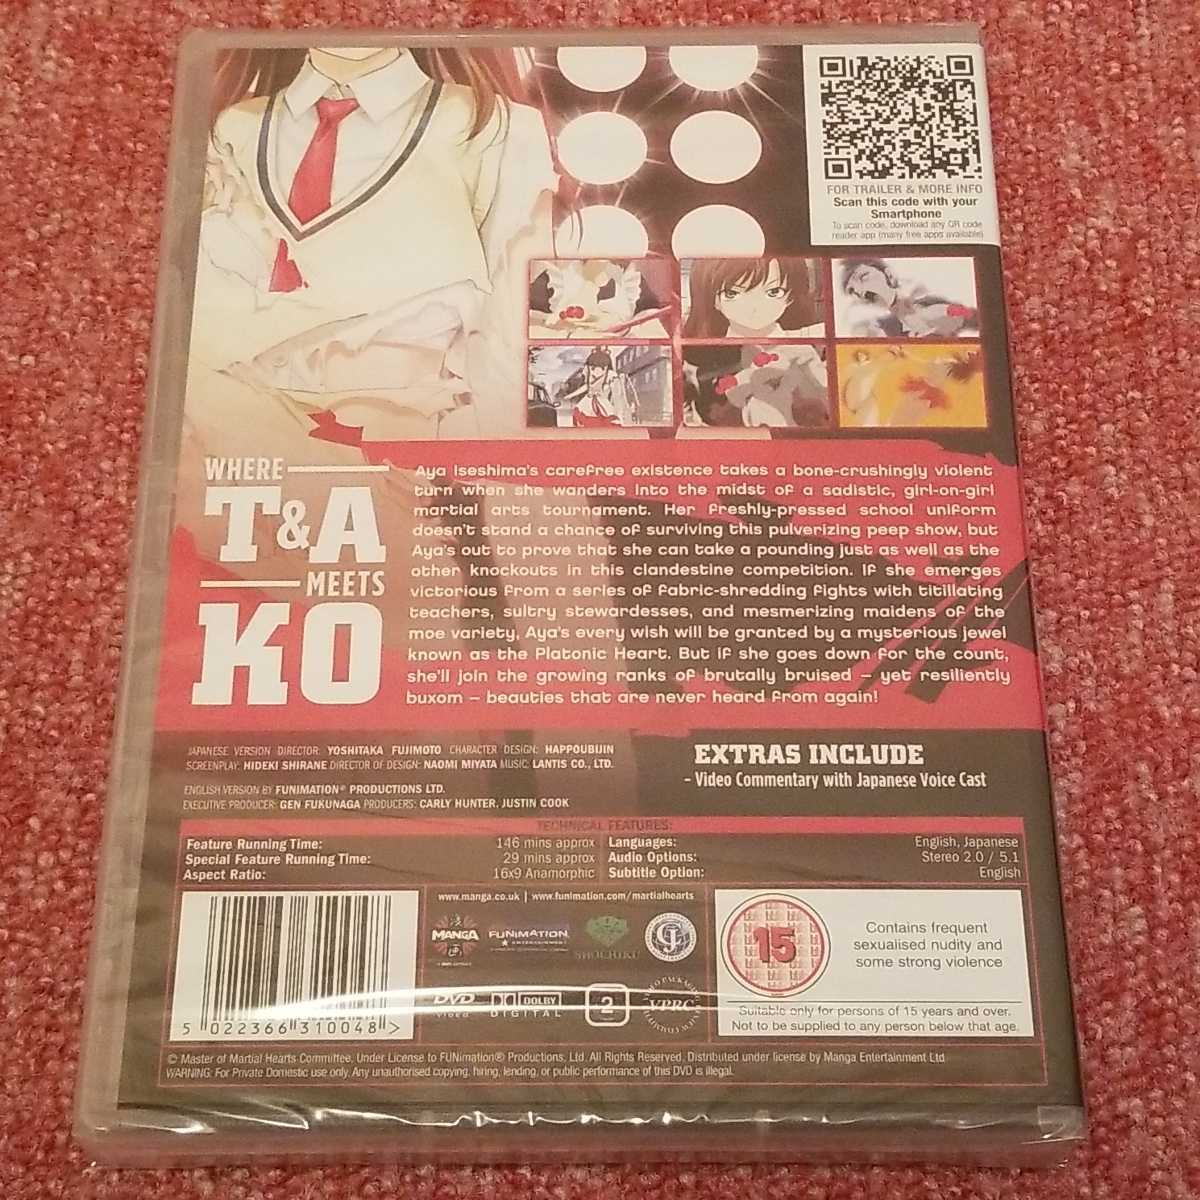 FOR TRAILER & MORE INFO
Scan this code with your
Smartphone
To scan code, download any QR code
reader app (many free apps available)
WHERE
T&A
MEETS
KO
Aya Iseshima's carefree existence takes a bone-crushingly violent
turn when she wanders into the midst of a sadistic, girl-on-girl
martial arts tournament. Her freshly-pressed school uniform
doesn't stand a chance of surviving this pulverizing peep show, but
Aya's out to prove that she can take a pounding just as well as the
other knockouts in this clandestine competition. If she emerges
victorious from a series of fabric-shredding fights with titillating
teachers, sultry stewardesses, and mesmerizing maidens of the
moe variety, Aya's every wish will be granted by a mysterious jewel
known as the Platonic Heart. But if she goes down for the count,
she'll join the growing ranks of brutally bruised – yet resiliently
buxom – beauties that are never heard from again!
JAPANESE VERSION DIRECTOR: YOSHITAKA FUJIMOTO CHARACTER DESIGN: HAPPOUBIJIN
SCREENPLAY: HIDEKI SHIRANE DIRECTOR OF DESIGN: NAOMI MIYATA MUSIC: LANTIS CO., LTD.
ENGLISH VERSION BY FUNIMATION® PRODUCTIONS LTD.
EXECUTIVE PRODUCER: GEN FUKUNAGA PRODUCERS: CARLY HUNTER, JUSTIN COOK
EXTRAS INCLUDE
– Video Commentary with Japanese Voice Cast
TECHNICAL FEATURES:
Feature Running Time: 146 mins approx
Special Feature Running Time: 29 mins approx
Aspect Ratio: 16x9 Anamorphic
Languages: English, Japanese
Audio Options: Stereo 2.0 / 5.1
Subtitle Option: English
5 022366 310048 >
www.manga.co.uk | www.funimation.com/martialhearts
MANGA
FUNIMATION
ENTERTAINMENT
SHOCHIKU
GJ
DVD
VIDEO
DOLBY
DIGITAL
2
VPRC
15
Contains frequent
sexualised nudity and
some strong violence
Suitable only for persons of 15 years and over.
Not to be supplied to any person below that age.
© Master of Martial Hearts Committee. Under License to FUNimation® Productions, Ltd. All Rights Reserved. Distributed under license by Manga Entertainment Ltd
WARNING: For Private Domestic use only. Any unauthorised copying, hiring, lending, or public performance of this DVD is illegal.